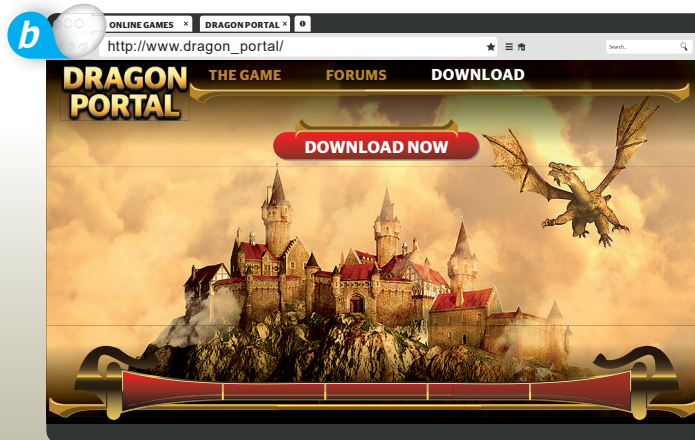 b
ONLINE GAMES × DRAGON PORTAL ×
http://www.dragon_portal/
Search..
DRAGON
PORTAL
THE GAME FORUMS DOWNLOAD
DOWNLOAD NOW